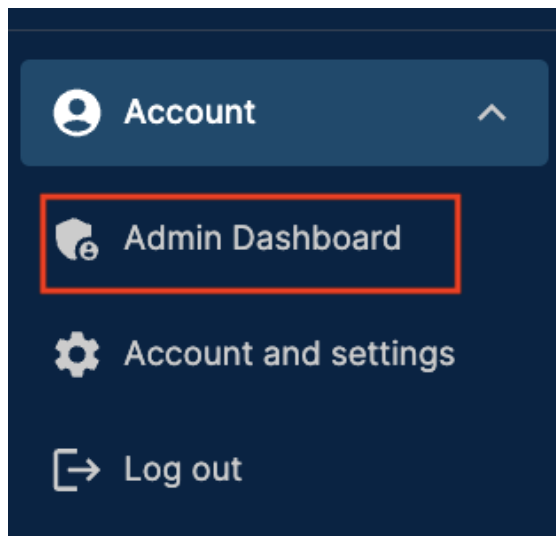 Account
Admin Dashboard
Account and settings
Log out